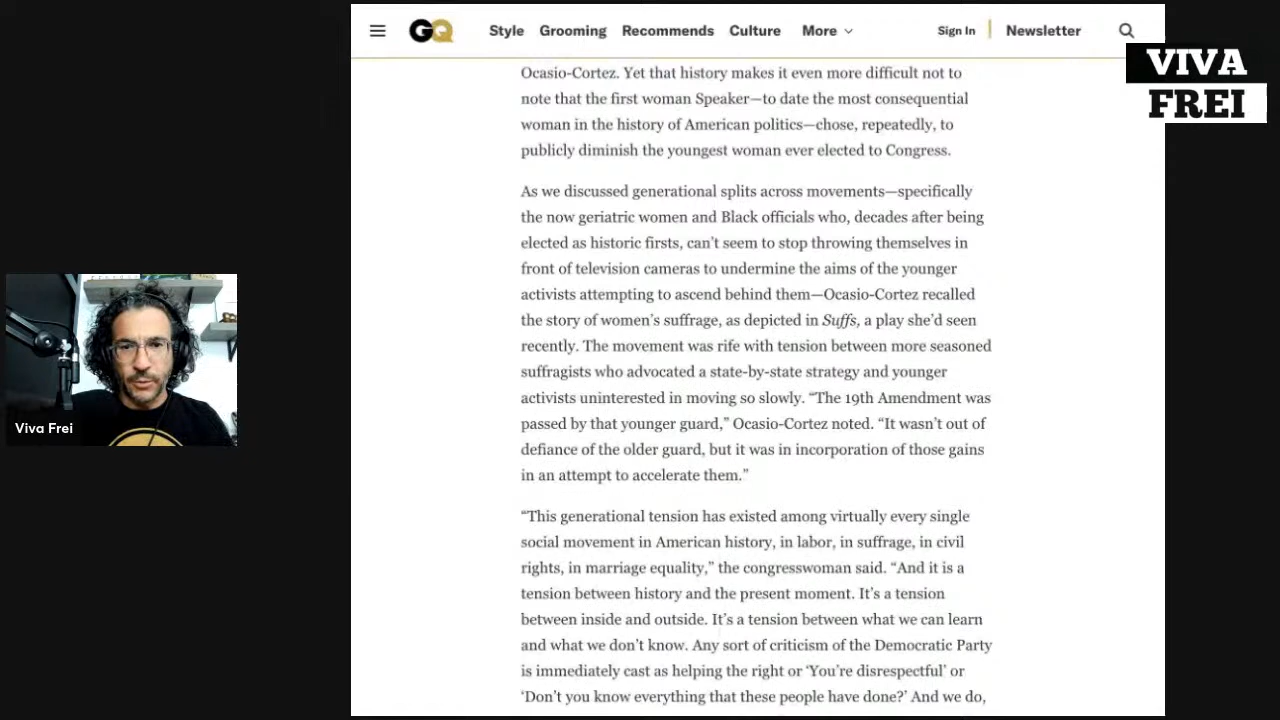 GQ Style Grooming Recommends Culture More Sign In Newsletter
VIVA
FREI
Ocasio-Cortez. Yet that history makes it even more difficult not to
note that the first woman Speaker—to date the most consequential
woman in the history of American politics—chose, repeatedly, to
publicly diminish the youngest woman ever elected to Congress.
As we discussed generational splits across movements—specifically
the now geriatric women and Black officials who, decades after being
elected as historic firsts, can’t seem to stop throwing themselves in
front of television cameras to undermine the aims of the younger
activists attempting to ascend behind them—Ocasio-Cortez recalled
the story of women’s suffrage, as depicted in Suffs, a play she’d seen
recently. The movement was rife with tension between more seasoned
suffragists who advocated a state-by-state strategy and younger
activists uninterested in moving so slowly. “The 19th Amendment was
passed by that younger guard,” Ocasio-Cortez noted. “It wasn’t out of
defiance of the older guard, but it was in incorporation of those gains
in an attempt to accelerate them.”
“This generational tension has existed among virtually every single
social movement in American history, in labor, in suffrage, in civil
rights, in marriage equality,” the congresswoman said. “And it is a
tension between history and the present moment. It’s a tension
between inside and outside. It’s a tension between what we can learn
and what we don’t know. Any sort of criticism of the Democratic Party
is immediately cast as helping the right or ‘You’re disrespectful’ or
‘Don’t you know everything that these people have done?’ And we do,
Viva Frei